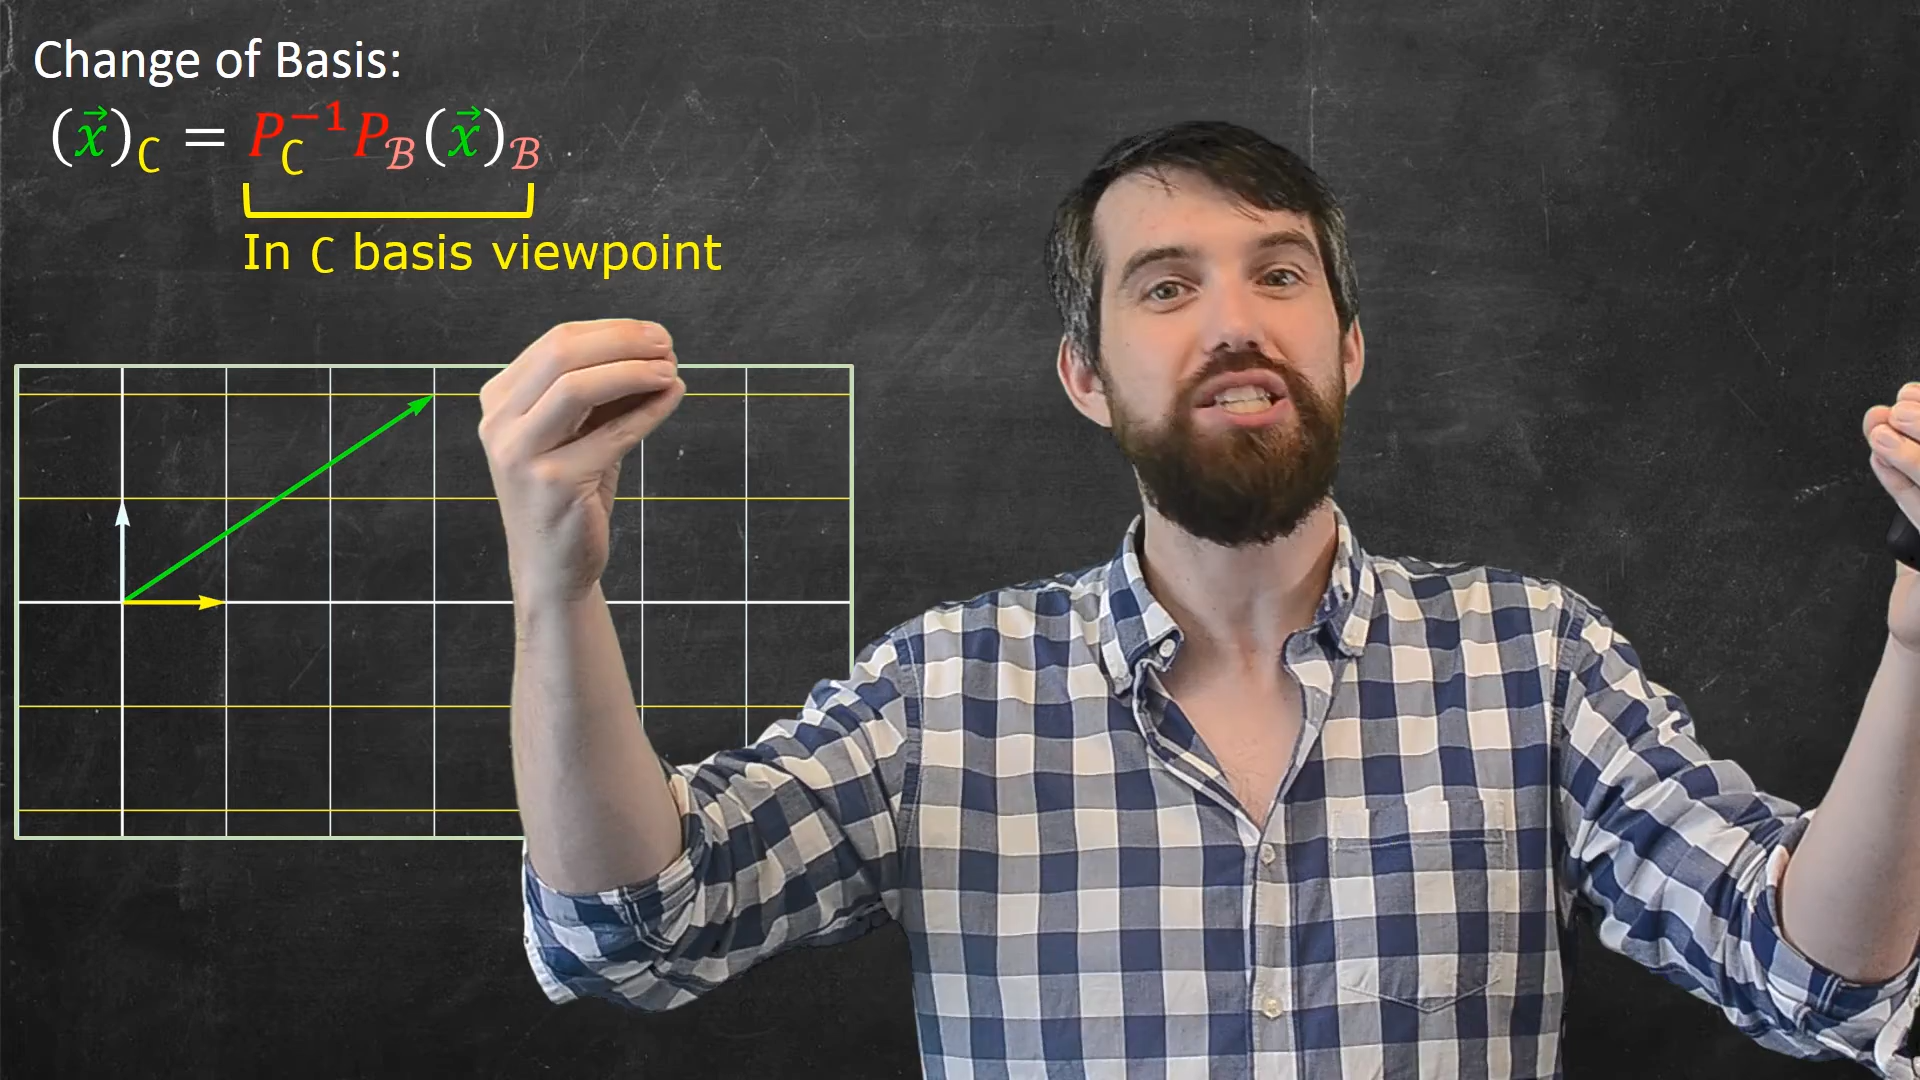 Change of Basis:
(x⃗)_C = P_C^{-1} P_ℬ (x⃗)_ℬ
In C basis viewpoint